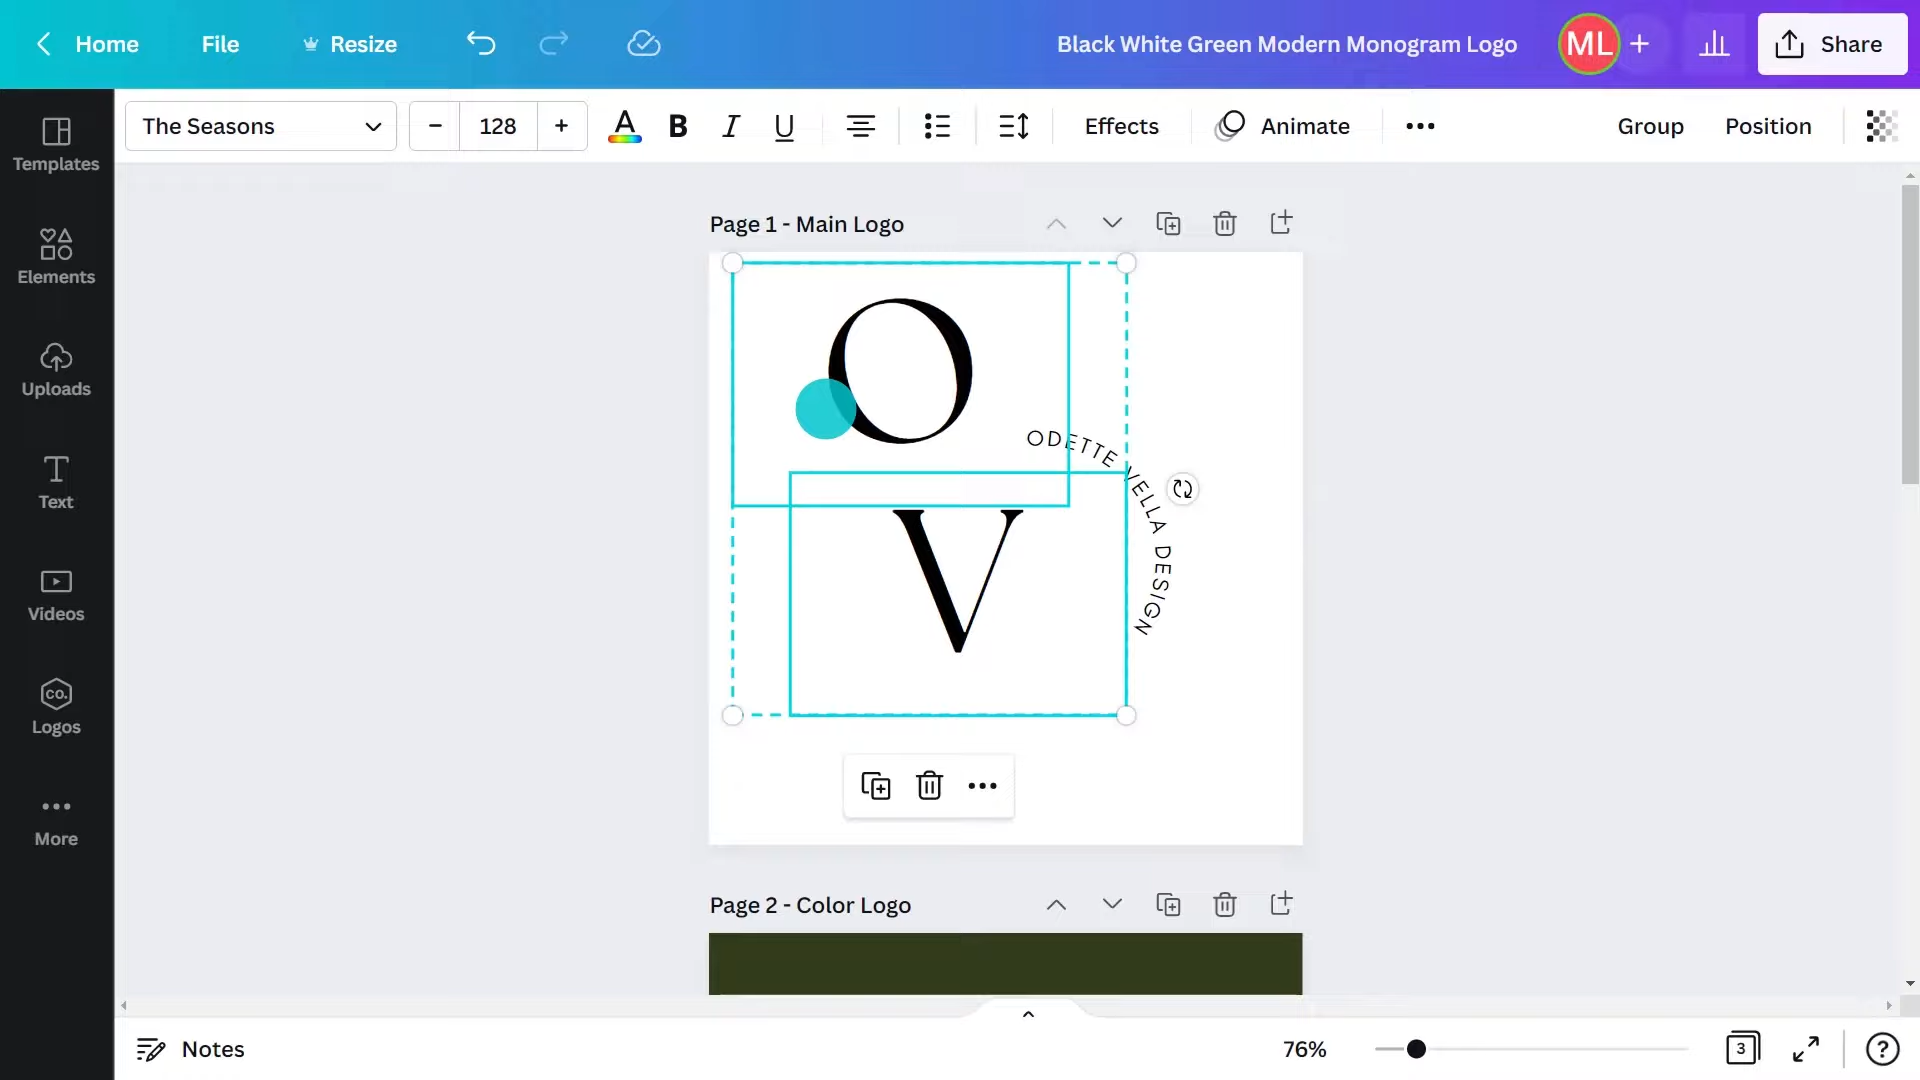 Home
File
Resize
Black White Green Modern Monogram Logo
ML
Share
The Seasons
128
A
B
I
U
Effects
Animate
Group
Position
Templates
Elements
Uploads
Text
Videos
CO.
Logos
More
Page 1 - Main Logo
O
V
ODETTE VELLA DESIGN
Page 2 - Color Logo
Notes
76%
3
?